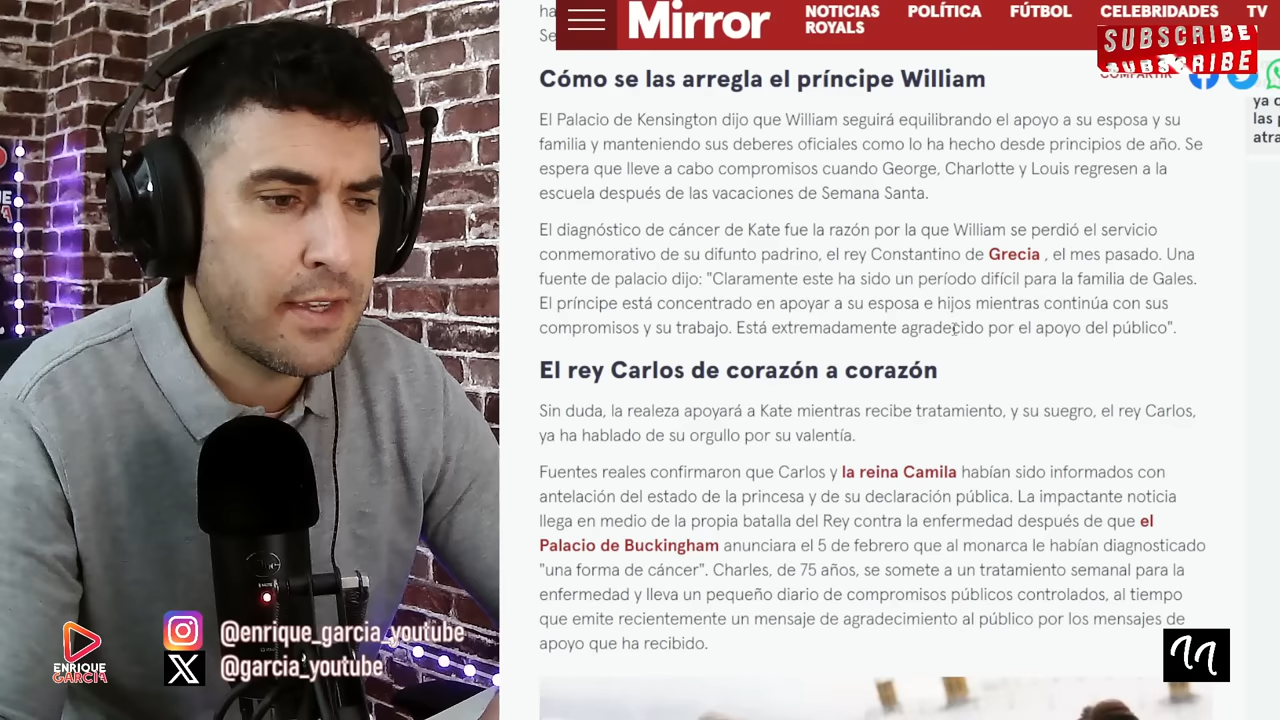 ha
Se
Mirror
NOTICIAS
ROYALS
POLÍTICA
FÚTBOL
CELEBRIDADES
TV
SUBSCRIBE
SUBSCRIBE
COMPARTIR
ya c
las p
atra
Cómo se las arregla el príncipe William
El Palacio de Kensington dijo que William seguirá equilibrando el apoyo a su esposa y su
familia y manteniendo sus deberes oficiales como lo ha hecho desde principios de año. Se
espera que lleve a cabo compromisos cuando George, Charlotte y Louis regresen a la
escuela después de las vacaciones de Semana Santa.
El diagnóstico de cáncer de Kate fue la razón por la que William se perdió el servicio
conmemorativo de su difunto padrino, el rey Constantino de Grecia , el mes pasado. Una
fuente de palacio dijo: "Claramente este ha sido un período difícil para la familia de Gales.
El príncipe está concentrado en apoyar a su esposa e hijos mientras continúa con sus
compromisos y su trabajo. Está extremadamente agradecido por el apoyo del público".
El rey Carlos de corazón a corazón
Sin duda, la realeza apoyará a Kate mientras recibe tratamiento, y su suegro, el rey Carlos,
ya ha hablado de su orgullo por su valentía.
Fuentes reales confirmaron que Carlos y la reina Camila habían sido informados con
antelación del estado de la princesa y de su declaración pública. La impactante noticia
llega en medio de la propia batalla del Rey contra la enfermedad después de que el
Palacio de Buckingham anunciara el 5 de febrero que al monarca le habían diagnosticado
"una forma de cáncer". Charles, de 75 años, se somete a un tratamiento semanal para la
enfermedad y lleva un pequeño diario de compromisos públicos controlados, al tiempo
que emite recientemente un mensaje de agradecimiento al público por los mensajes de
apoyo que ha recibido.
@enrique_garcia_youtube
@garcia_youtube
ENRIQUE
GARCIA